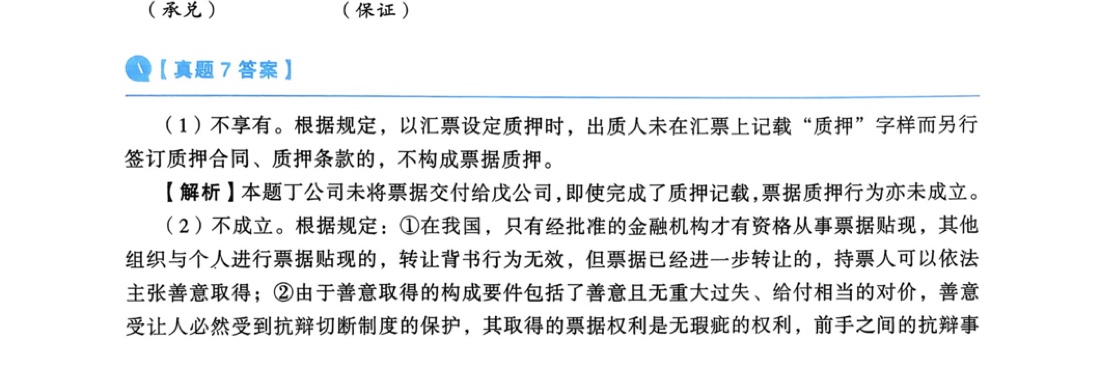 （承兑） （保证）
【真题7答案】
（1）不享有。根据规定，以汇票设定质押时，出质人未在汇票上记载“质押”字样而另行
签订质押合同、质押条款的，不构成票据质押。
【解析】本题丁公司未将票据交付给戊公司，即使完成了质押记载，票据质押行为亦未成立。
（2）不成立。根据规定：①在我国，只有经批准的金融机构才有资格从事票据贴现，其他
组织与个人进行票据贴现的，转让背书行为无效，但票据已经进一步转让的，持票人可以依法
主张善意取得；②由于善意取得的构成要件包括了善意且无重大过失、给付相当的对价，善意
受让人必然受到抗辩切断制度的保护，其取得的票据权利是无瑕疵的权利，前手之间的抗辩事